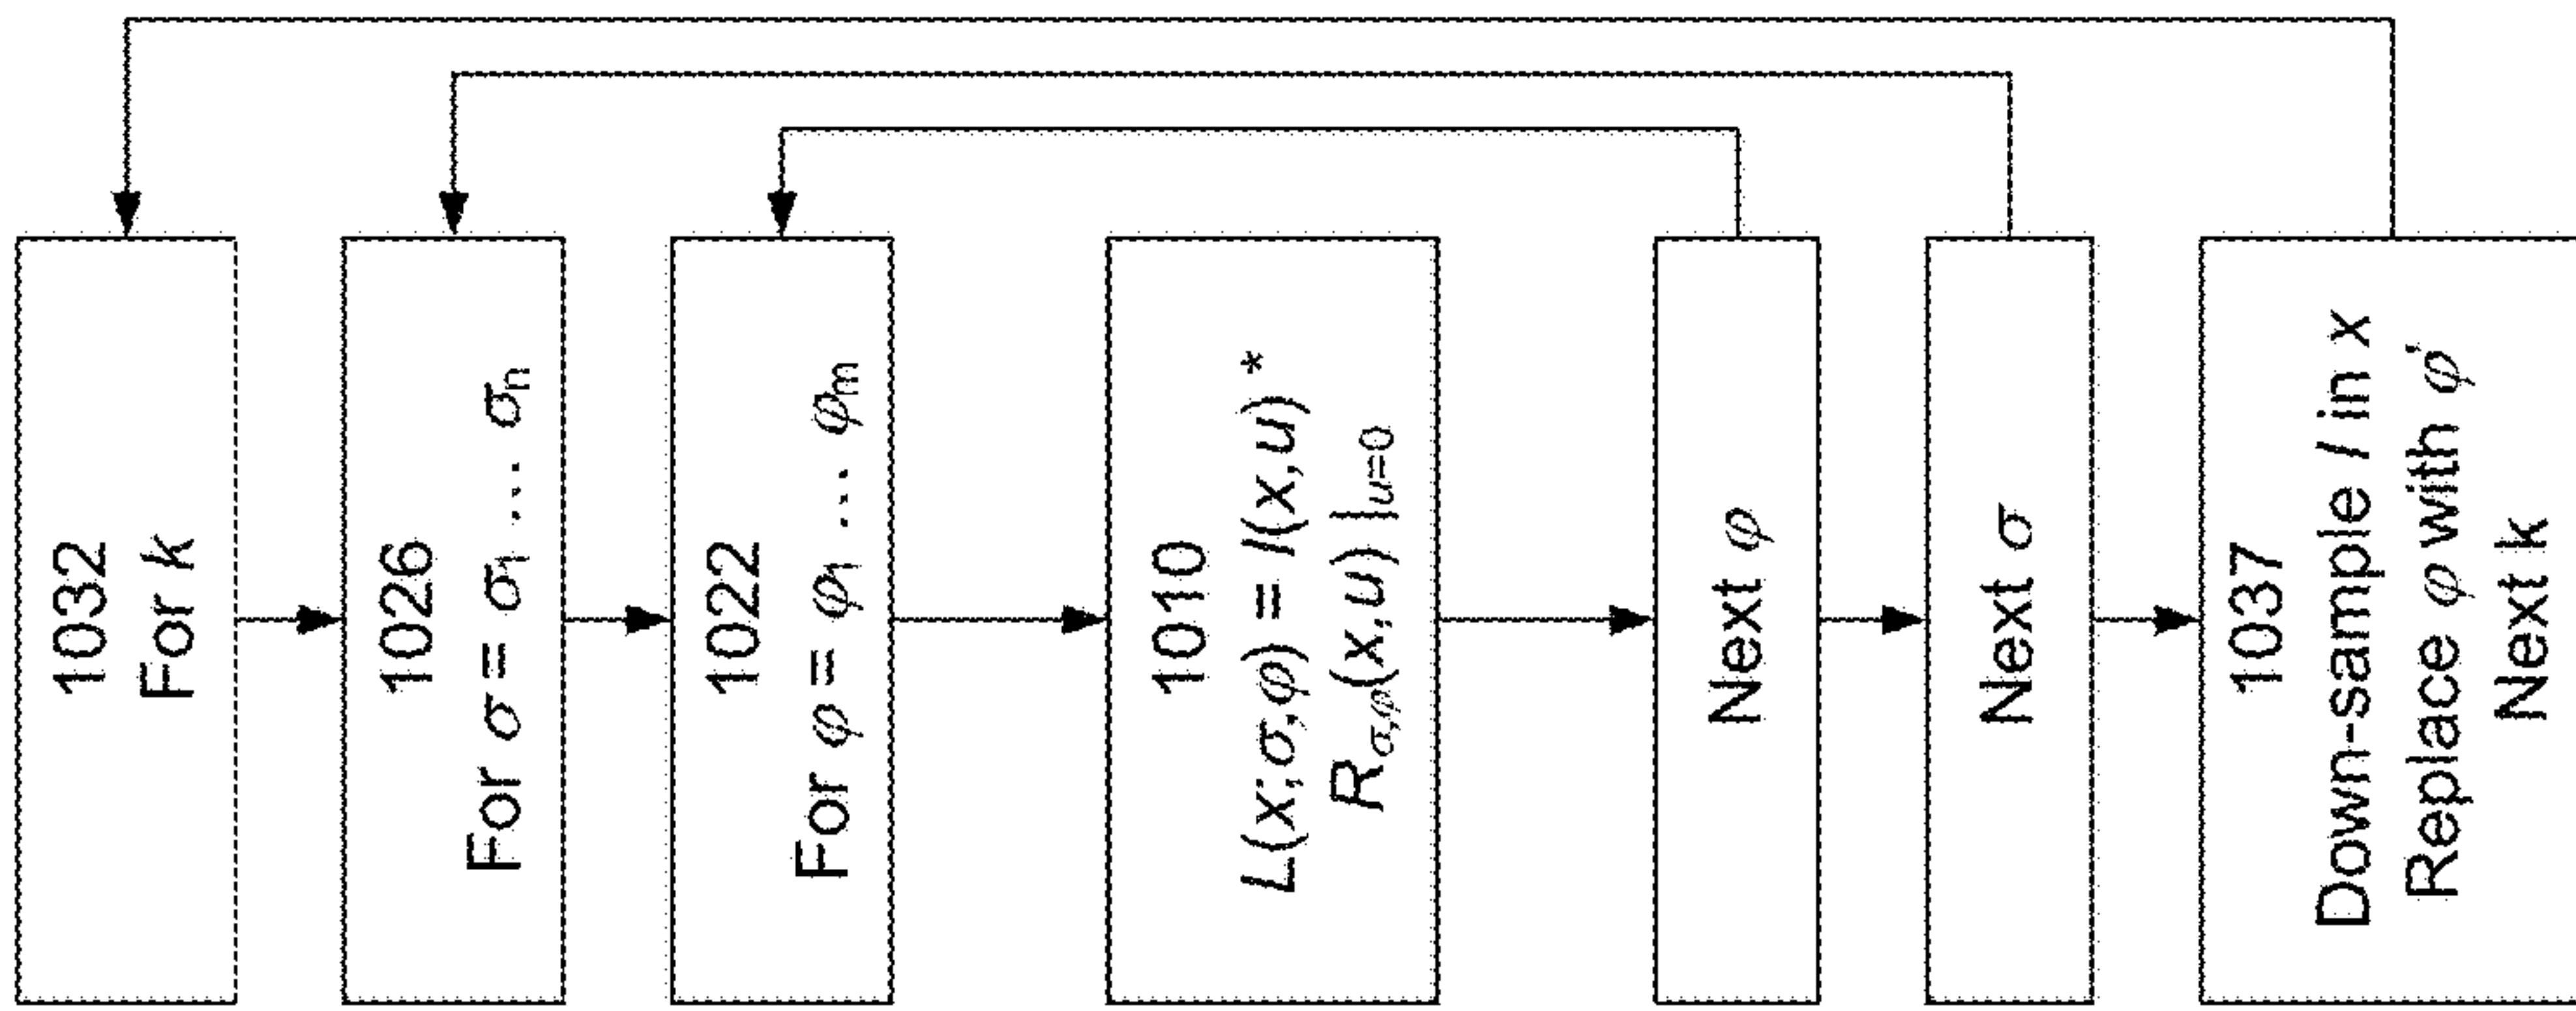 1032
For k
1026
For σ = σ₁ … σₙ
1022
For φ = φ₁ … φₘ
1010
L(x;σ,φ) = I(x,u) *
R_σ,φ(x,u) |ᵤ₌₀
Next φ
Next σ
1037
Down-sample I in x
Replace φ with φ'
Next k